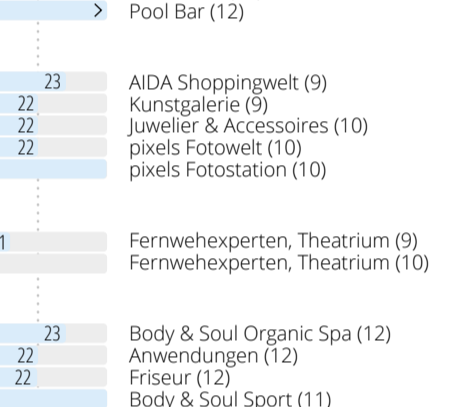 > Pool Bar (12)
23 AIDA Shoppingwelt (9)
22 Kunstgalerie (9)
22 Juwelier & Accessoires (10)
22 pixels Fotowelt (10)
pixels Fotostation (10)
1 Fernwehexperten, Theatrium (9)
Fernwehexperten, Theatrium (10)
23 Body & Soul Organic Spa (12)
22 Anwendungen (12)
22 Friseur (12)
Body & Soul Sport (11)